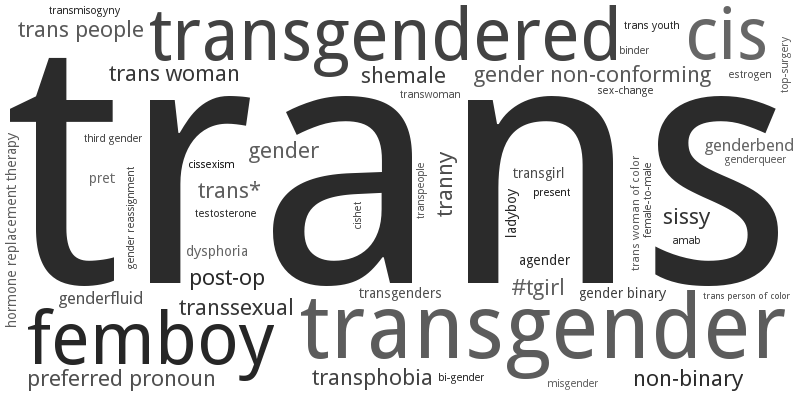 transmisogyny
trans people
transgendered
trans youth
cis
binder
top-surgery
trans woman
shemale
gender non-conforming
estrogen
transwoman
sex-change
trans
third gender
hormone replacement therapy
cissexism
gender
genderbend
genderqueer
pret
gender reassignment
trans*
testosterone
cishet
transpeople
tranny
transgirl
present
ladyboy
trans woman of color
female-to-male
sissy
amab
dysphoria
agender
post-op
#tgirl
genderfluid
transsexual
transgenders
gender binary
trans person of color
femboy
transgender
preferred pronoun
transphobia
bi-gender
misgender
non-binary